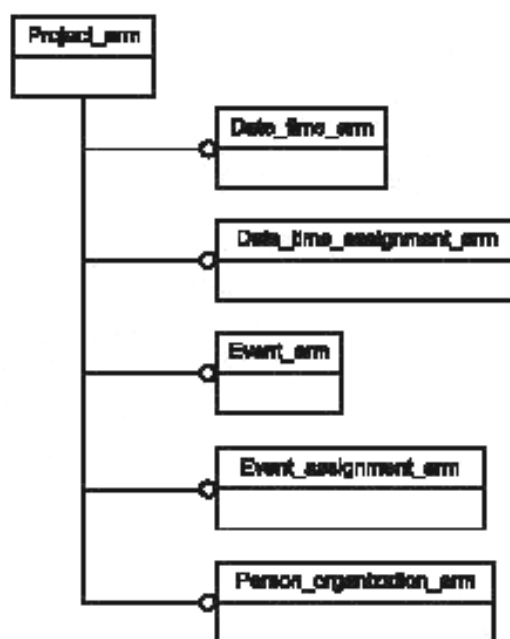 Project_arm
Date_time_arm
Date_time_assignment_arm
Event_arm
Event_assignment_arm
Person_organization_arm